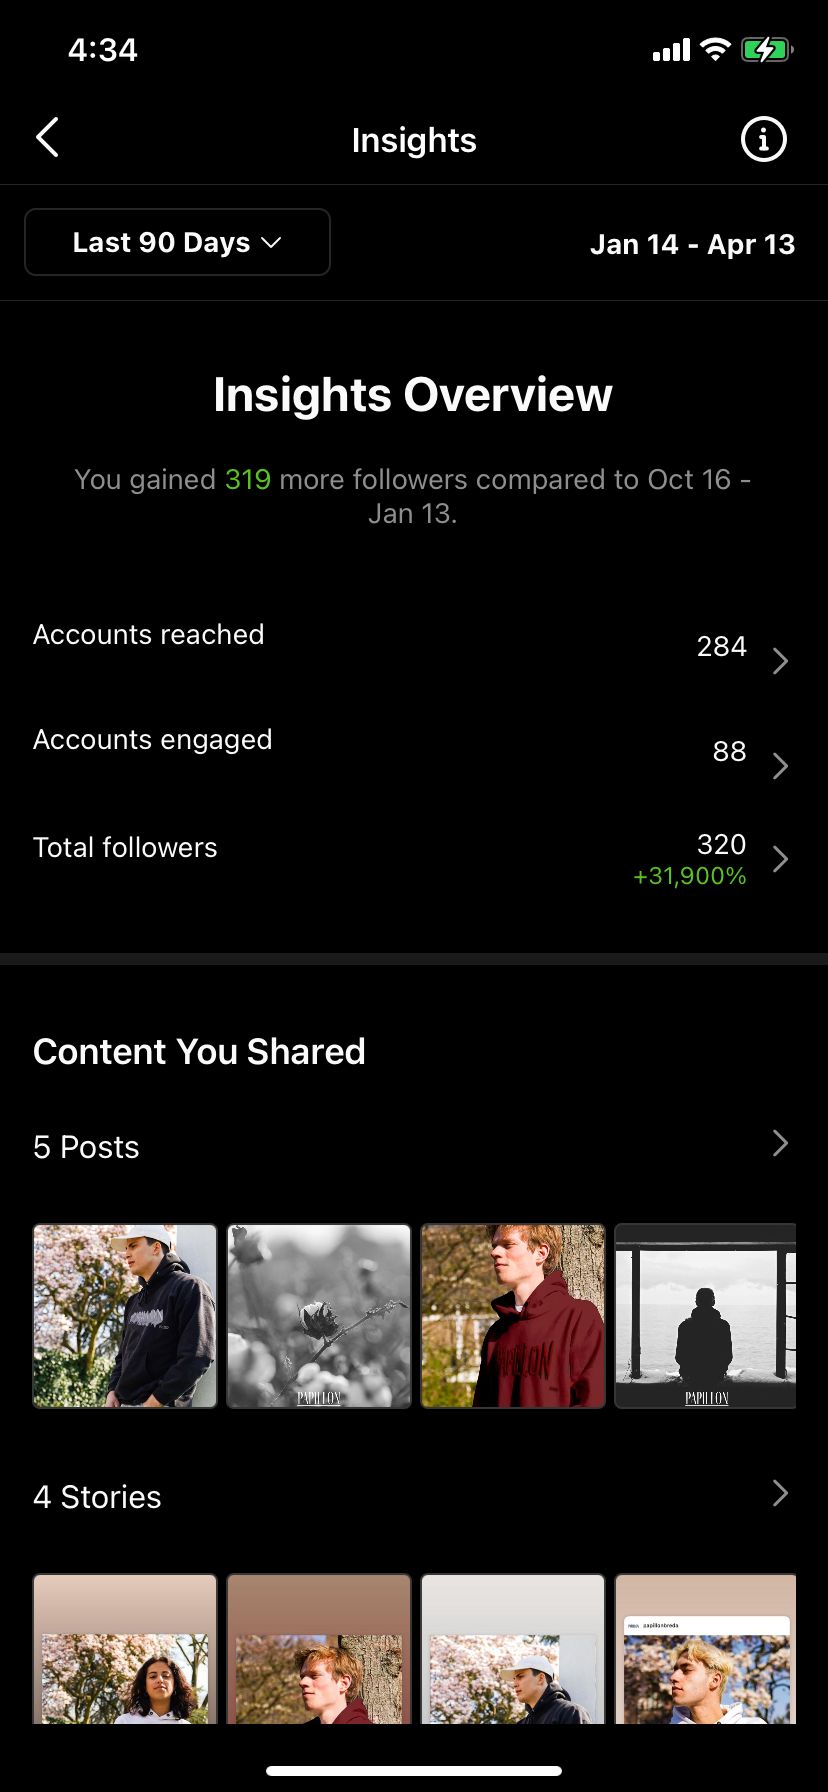 4:34
Insights
Last 90 Days
Jan 14 - Apr 13
Insights Overview
You gained 319 more followers compared to Oct 16 -
Jan 13.
Accounts reached
284
Accounts engaged
88
Total followers
320
+31,900%
Content You Shared
5 Posts
PAPILLON
PAPILLON
4 Stories
papillonbreda